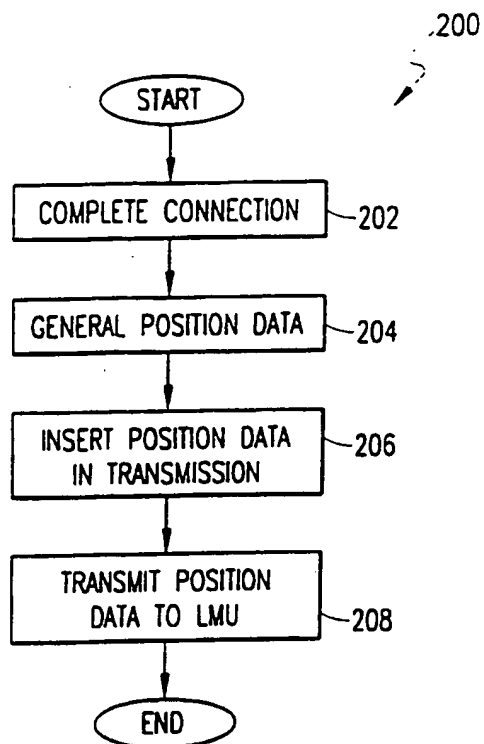 200
START
COMPLETE CONNECTION
202
GENERAL POSITION DATA
204
INSERT POSITION DATA
IN TRANSMISSION
206
TRANSMIT POSITION
DATA TO LMU
208
END